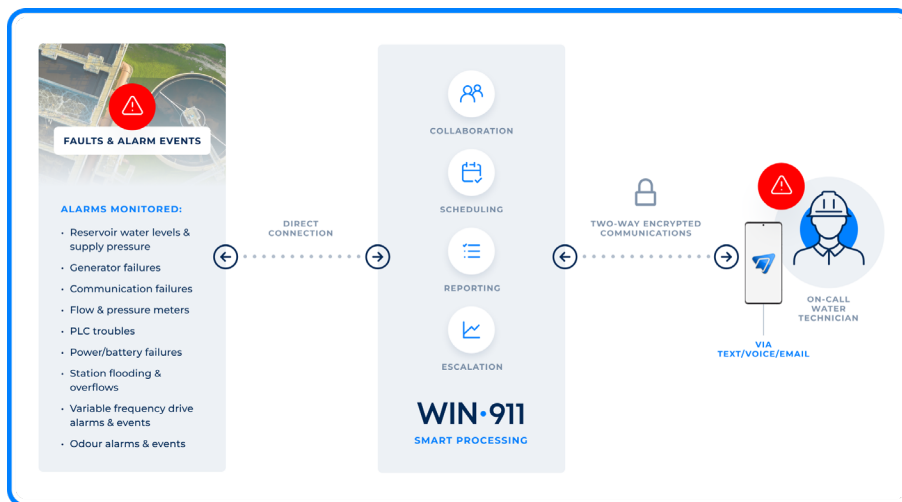 FAULTS & ALARM EVENTS
ALARMS MONITORED:
• Reservoir water levels &
supply pressure
• Generator failures
• Communication failures
• Flow & pressure meters
• PLC troubles
• Power/battery failures
• Station flooding &
overflows
• Variable frequency drive
alarms & events
• Odour alarms & events
DIRECT
CONNECTION
COLLABORATION
SCHEDULING
REPORTING
ESCALATION
WIN•911
SMART PROCESSING
TWO-WAY ENCRYPTED
COMMUNICATIONS
ON-CALL
WATER
TECHNICIAN
VIA
TEXT/VOICE/EMAIL